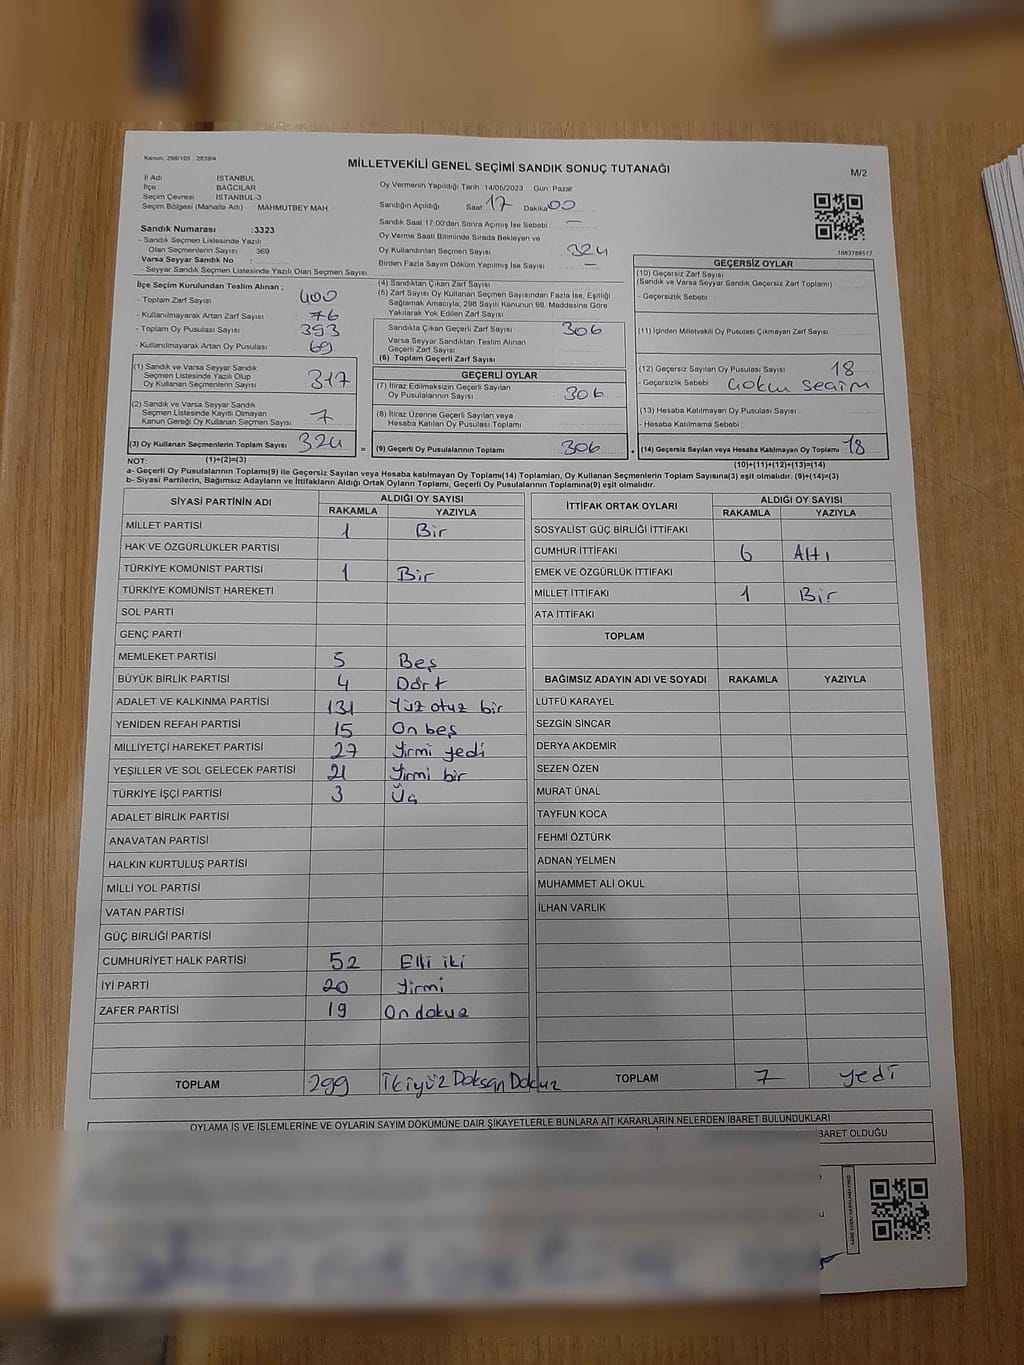 Kanun: 298/105 , 2839/4
MİLLETVEKİLİ GENEL SEÇİMİ SANDIK SONUÇ TUTANAĞI
M/2
İl Adı : İSTANBUL
İlçe : BAĞCILAR
Seçim Çevresi : İSTANBUL-3
Seçim Bölgesi (Mahalle Adı) : MAHMUTBEY MAH.
Oy Vermenin Yapıldığı Tarih :14/05/2023 Gün: Pazar
Sandığın Açıldığı Saat: 17 Dakika: 00
Sandık Saat 17:00'den Sonra Açımış İse Sebebi : -
Oy Verme Saati Bitiminde Sırada Bekleyen ve
Oy Kullandırılan Seçmen Sayısı : 324
Birden Fazla Sayım Döküm Yapılmış İse Sayısı : -
1083788517
Sandık Numarası :3323
- Sandık Seçmen Listesinde Yazılı
Olan Seçmenlerin Sayısı : 369
Varsa Seyyar Sandık No :
- Seyyar Sandık Seçmen Listesinde Yazılı Olan Seçmen Sayısı:
İlçe Seçim Kurulundan Teslim Alınan ;
- Toplam Zarf Sayısı : 400
- Kullanılmayarak Artan Zarf Sayısı : 76
- Toplam Oy Pusulası Sayısı : 393
- Kullanılmayarak Artan Oy Pusulası : 69
(1) Sandık ve Varsa Seyyar Sandık
Seçmen Listesinde Yazılı Olup
Oy Kullanan Seçmenlerin Sayısı : 317
(2) Sandık ve Varsa Seyyar Sandık
Seçmen Listesinde Kayıtlı Olmayan
Kanun Gereği Oy Kullanan Seçmen Sayısı : 7
(3) Oy Kullanan Seçmenlerin Toplam Sayısı : 324
(4) Sandıktan Çıkan Zarf Sayısı :
(5) Zarf Sayısı Oy Kullanan Seçmen Sayısından Fazla İse, Eşitliği
Sağlamak Amacıyla, 298 Sayılı Kanunun 98. Maddesine Göre
Yakılarak Yok Edilen Zarf Sayısı :
Sandıkta Çıkan Geçerli Zarf Sayısı : 306
Varsa Seyyar Sandıktan Teslim Alınan
Geçerli Zarf Sayısı :
(6) Toplam Geçerli Zarf Sayısı :
GEÇERLİ OYLAR
(7) İtiraz Edilmeksizin Geçerli Sayılan
Oy Pusulalarının Sayısı : 306
(8) İtiraz Üzerine Geçerli Sayılan veya
Hesaba Katılan Oy Pusulası Toplamı :
= (9) Geçerli Oy Pusulalarının Toplamı : 306
GEÇERSİZ OYLAR
(10) Geçersiz Zarf Sayısı :
(Sandık ve Varsa Seyyar Sandık Geçersiz Zarf Toplamı)
- Geçersizlik Sebebi :
(11) İçinden Milletvekili Oy Pusulası Çıkmayan Zarf Sayısı :
(12) Geçersiz Sayılan Oy Pusulası Sayısı : 18
- Geçersizlik Sebebi : Çoklu seçim
(13) Hesaba Katılmayan Oy Pusulası Sayısı :
- Hesaba Katılmama Sebebi :
+ (14) Geçersiz Sayılan veya Hesaba Katılmayan Oy Toplamı : 18
NOT: (1)+(2)=(3) (10)+(11)+(12)+(13)=(14)
a- Geçerli Oy Pusulalarının Toplamı(9) ile Geçersiz Sayılan veya Hesaba katılmayan Oy Toplamı(14) Toplamları, Oy Kullanan Seçmenlerin Toplam Sayısına(3) eşit olmalıdır. (9)+(14)=(3)
b- Siyasi Partilerin, Bağımsız Adayların ve İttifakların Aldığı Ortak Oyların Toplamı, Geçerli Oy Pusulalarının Toplamına(9) eşit olmalıdır.
SİYASİ PARTİNİN ADI ALDIĞI OY SAYISI
RAKAMLA YAZIYLA
MİLLET PARTİSİ 1 Bir
HAK VE ÖZGÜRLÜKLER PARTİSİ
TÜRKİYE KOMÜNİST PARTİSİ 1 Bir
TÜRKİYE KOMÜNİST HAREKETİ
SOL PARTİ
GENÇ PARTİ
MEMLEKET PARTİSİ 5 Beş
BÜYÜK BİRLİK PARTİSİ 4 Dört
ADALET VE KALKINMA PARTİSİ 131 Yüz otuz bir
YENİDEN REFAH PARTİSİ 15 On beş
MİLLİYETÇİ HAREKET PARTİSİ 27 Yirmi yedi
YEŞİLLER VE SOL GELECEK PARTİSİ 21 Yirmi bir
TÜRKİYE İŞÇİ PARTİSİ 3 Üç
ADALET BİRLİK PARTİSİ
ANAVATAN PARTİSİ
HALKIN KURTULUŞ PARTİSİ
MİLLİ YOL PARTİSİ
VATAN PARTİSİ
GÜÇ BİRLİĞİ PARTİSİ
CUMHURİYET HALK PARTİSİ 52 Elli iki
İYİ PARTİ 20 Yirmi
ZAFER PARTİSİ 19 On dokuz
TOPLAM 299 İkiyüz Doksan Dokuz
İTTİFAK ORTAK OYLARI ALDIĞI OY SAYISI
RAKAMLA YAZIYLA
SOSYALİST GÜÇ BİRLİĞİ İTTİFAKI
CUMHUR İTTİFAKI 6 Altı
EMEK VE ÖZGÜRLÜK İTTİFAKI
MİLLET İTTİFAKI 1 Bir
ATA İTTİFAKI
TOPLAM
BAĞIMSIZ ADAYIN ADI VE SOYADI RAKAMLA YAZIYLA
LÜTFÜ KARAYEL
SEZGİN SİNCAR
DERYA AKDEMİR
SEZEN ÖZEN
MURAT ÜNAL
TAYFUN KOCA
FEHMİ ÖZTÜRK
ADNAN YELMEN
MUHAMMET ALİ OKUL
İLHAN VARLIK
TOPLAM 7 yedi
OYLAMA İŞ VE İŞLEMLERİNE VE OYLARIN SAYIM DÖKÜMÜNE DAİR ŞİKAYETLERLE BUNLARA AİT KARARLARIN NELERDEN İBARET BULUNDUKLARI
BARET OLDUĞU